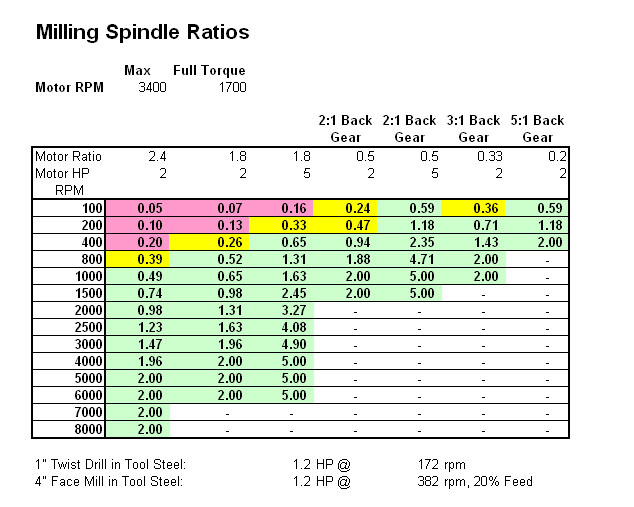 Milling Spindle Ratios
Max Full Torque
Motor RPM 3400 1700
2:1 Back 2:1 Back 3:1 Back 5:1 Back
Gear Gear Gear Gear
Motor Ratio 2.4 1.8 1.8 0.5 0.5 0.33 0.2
Motor HP 2 2 5 2 5 2 2
RPM
100 0.05 0.07 0.16 0.24 0.59 0.36 0.59
200 0.10 0.13 0.33 0.47 1.18 0.71 1.18
400 0.20 0.26 0.65 0.94 2.35 1.43 2.00
800 0.39 0.52 1.31 1.88 4.71 2.00 -
1000 0.49 0.65 1.63 2.00 5.00 2.00 -
1500 0.74 0.98 2.45 2.00 5.00 - -
2000 0.98 1.31 3.27 - - - -
2500 1.23 1.63 4.08 - - - -
3000 1.47 1.96 4.90 - - - -
4000 1.96 2.00 5.00 - - - -
5000 2.00 2.00 5.00 - - - -
6000 2.00 2.00 5.00 - - - -
7000 2.00 - - - - - -
8000 2.00 - - - - - -
1" Twist Drill in Tool Steel: 1.2 HP @ 172 rpm
4" Face Mill in Tool Steel: 1.2 HP @ 382 rpm, 20% Feed